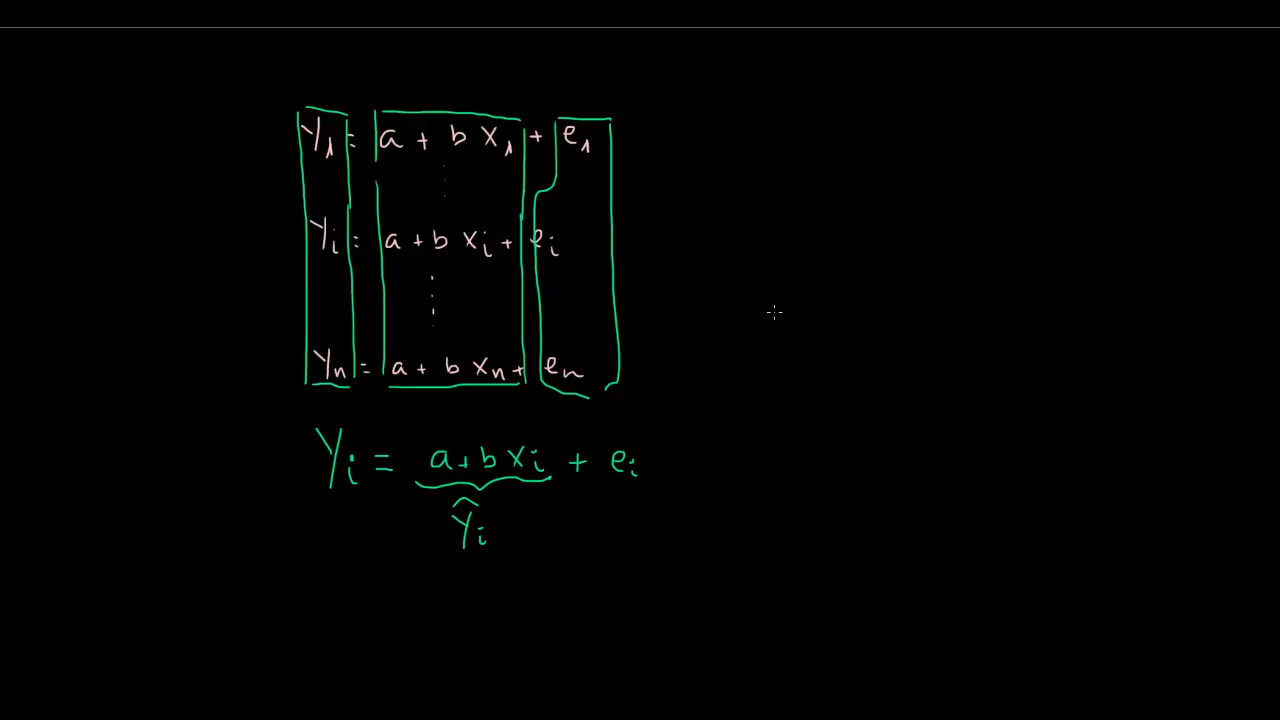 y₁ = a + b x₁ + e₁
⋮
yᵢ = a + b xᵢ + eᵢ
⋮
yₙ = a + b xₙ + eₙ
yᵢ = a + b xᵢ + eᵢ
ŷᵢ